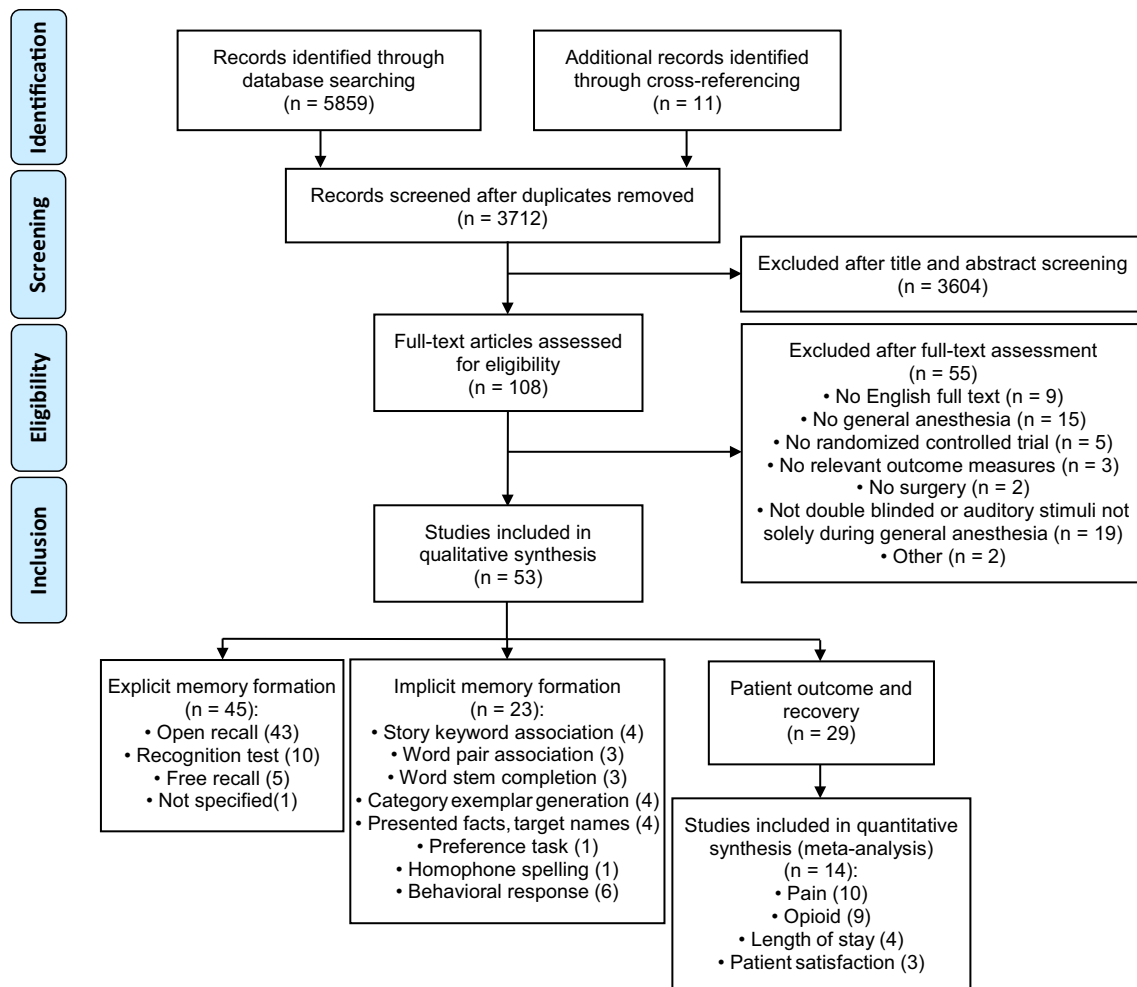 Identification
Records identified through
database searching
(n = 5859)
Additional records identified
through cross-referencing
(n = 11)
Screening
Records screened after duplicates removed
(n = 3712)
Excluded after title and abstract screening
(n = 3604)
Eligibility
Full-text articles assessed
for eligibility
(n = 108)
Excluded after full-text assessment
(n = 55)
• No English full text (n = 9)
• No general anesthesia (n = 15)
• No randomized controlled trial (n = 5)
• No relevant outcome measures (n = 3)
• No surgery (n = 2)
• Not double blinded or auditory stimuli not
solely during general anesthesia (n = 19)
• Other (n = 2)
Inclusion
Studies included in
qualitative synthesis
(n = 53)
Explicit memory formation
(n = 45):
• Open recall (43)
• Recognition test (10)
• Free recall (5)
• Not specified(1)
Implicit memory formation
(n = 23):
• Story keyword association (4)
• Word pair association (3)
• Word stem completion (3)
• Category exemplar generation (4)
• Presented facts, target names (4)
• Preference task (1)
• Homophone spelling (1)
• Behavioral response (6)
Patient outcome and
recovery
(n = 29)
Studies included in quantitative
synthesis (meta-analysis)
(n = 14):
• Pain (10)
• Opioid (9)
• Length of stay (4)
• Patient satisfaction (3)